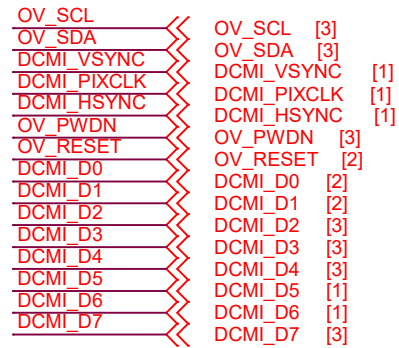 OV_SCL OV_SCL [3]
OV_SDA OV_SDA [3]
DCMI_VSYNC DCMI_VSYNC [1]
DCMI_PIXCLK DCMI_PIXCLK [1]
DCMI_HSYNC DCMI_HSYNC [1]
OV_PWDN OV_PWDN [3]
OV_RESET OV_RESET [2]
DCMI_D0 DCMI_D0 [2]
DCMI_D1 DCMI_D1 [2]
DCMI_D2 DCMI_D2 [3]
DCMI_D3 DCMI_D3 [3]
DCMI_D4 DCMI_D4 [3]
DCMI_D5 DCMI_D5 [1]
DCMI_D6 DCMI_D6 [1]
DCMI_D7 DCMI_D7 [3]